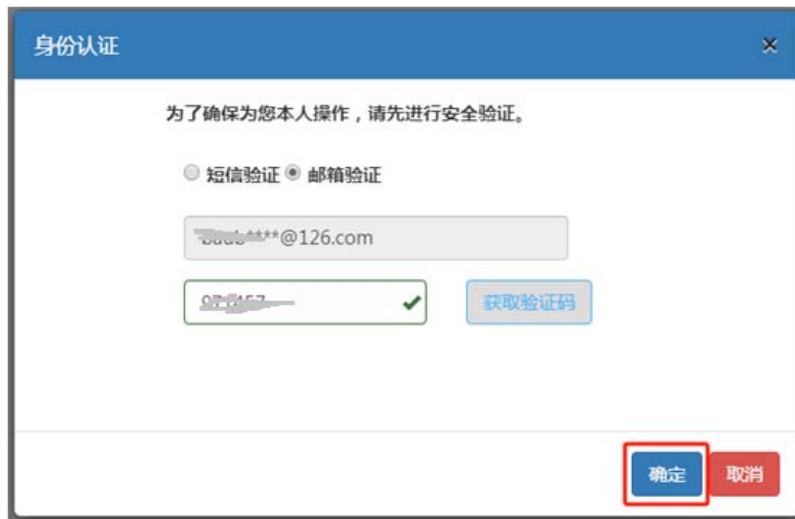 身份认证 ×
为了确保为您本人操作，请先进行安全验证。
短信验证 邮箱验证
****@126.com
获取验证码
确定 取消